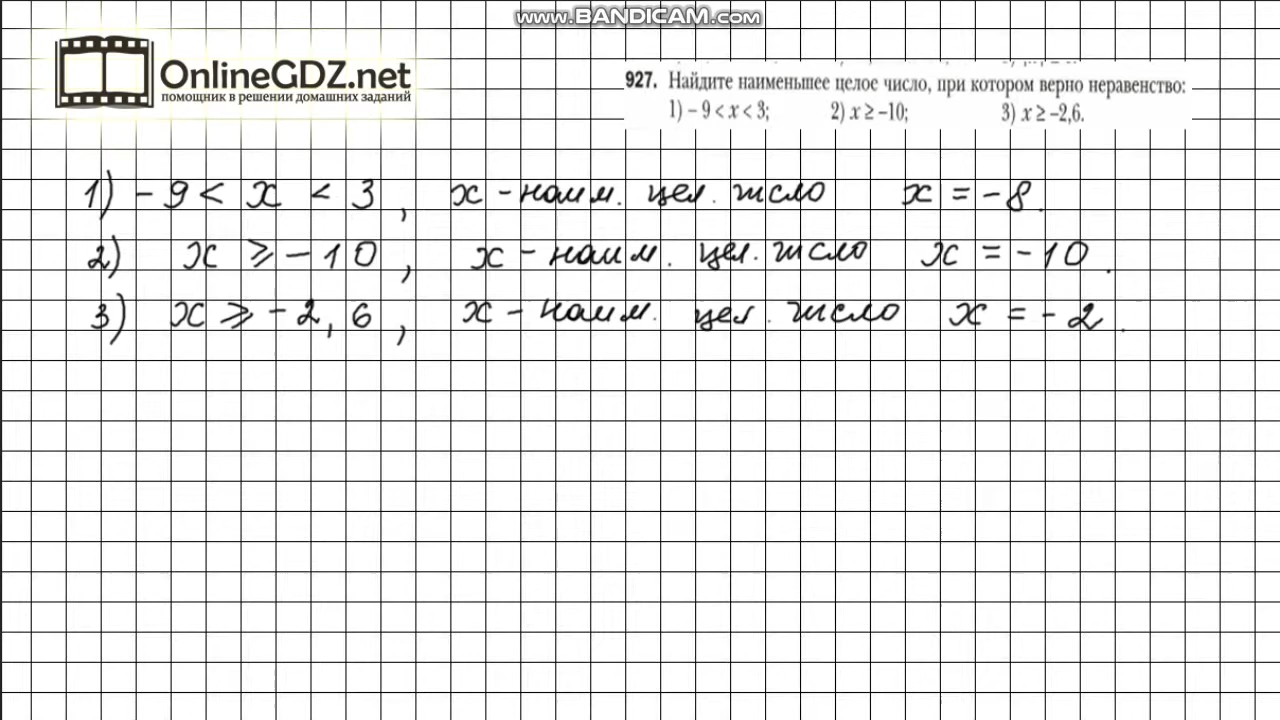 www.BANDICAM.com
OnlineGDZ.net
помощник в решении домашних заданий
927. Найдите наименьшее целое число, при котором верно неравенство:
1) – 9 < x < 3; 2) x ≥ –10; 3) x ≥ –2,6.
1) - 9 < x < 3, x - наим. цел. число x = -8.
2) x ⩾ - 10, x - наим. цел. число x = -10.
3) x ⩾ -2,6, x - наим. цел. число x = -2.